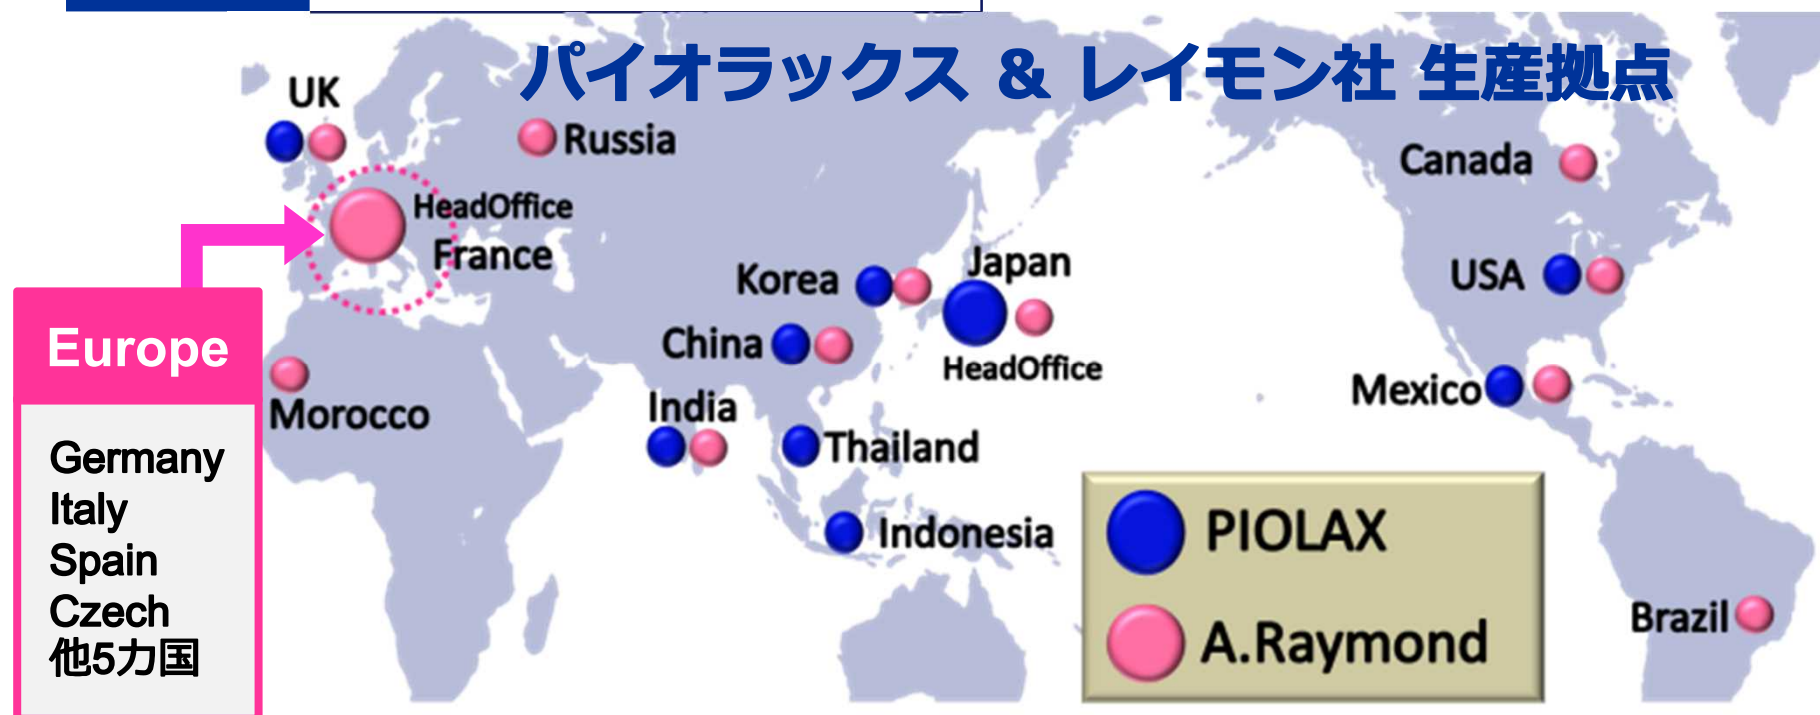 パイオラックス & レイモン社 生産拠点
UK
Russia
Canada
HeadOffice
France
Japan
Korea
USA
Europe
China
HeadOffice
Mexico
Morocco
India
Thailand
Germany
Italy
Spain
Czech
他5カ国
Indonesia
PIOLAX
A.Raymond
Brazil